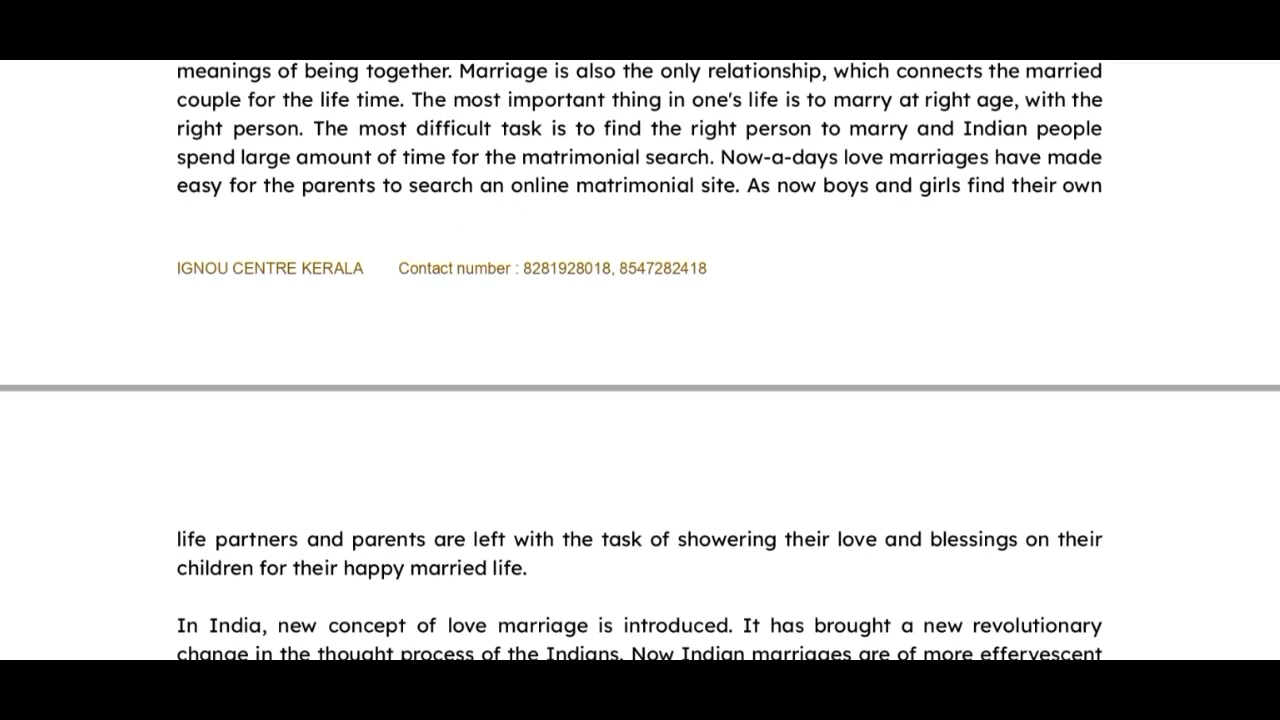 meanings of being together. Marriage is also the only relationship, which connects the married
couple for the life time. The most important thing in one's life is to marry at right age, with the
right person. The most difficult task is to find the right person to marry and Indian people
spend large amount of time for the matrimonial search. Now-a-days love marriages have made
easy for the parents to search an online matrimonial site. As now boys and girls find their own
IGNOU CENTRE KERALA Contact number : 8281928018, 8547282418
life partners and parents are left with the task of showering their love and blessings on their
children for their happy married life.
In India, new concept of love marriage is introduced. It has brought a new revolutionary
change in the thought process of the Indians. Now Indian marriages are of more effervescent